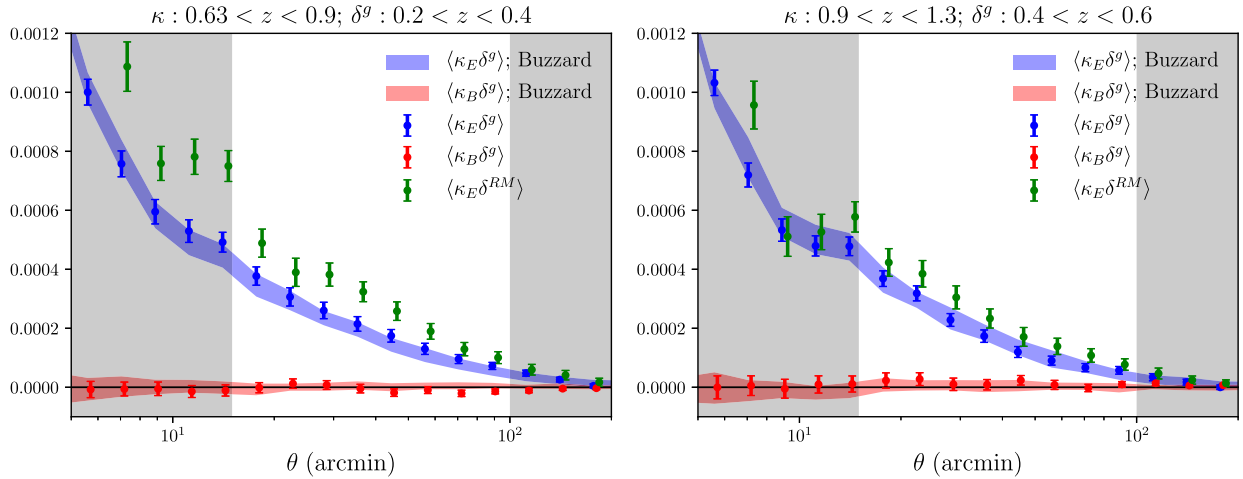 κ : 0.63 < z < 0.9; δ^g : 0.2 < z < 0.4
0.0012
0.0010
0.0008
0.0006
0.0004
0.0002
0.0000
⟨κ_E δ^g⟩; Buzzard
⟨κ_B δ^g⟩; Buzzard
⟨κ_E δ^g⟩
⟨κ_B δ^g⟩
⟨κ_E δ^{RM}⟩
10^1
10^2
θ (arcmin)
κ : 0.9 < z < 1.3; δ^g : 0.4 < z < 0.6
0.0012
0.0010
0.0008
0.0006
0.0004
0.0002
0.0000
⟨κ_E δ^g⟩; Buzzard
⟨κ_B δ^g⟩; Buzzard
⟨κ_E δ^g⟩
⟨κ_B δ^g⟩
⟨κ_E δ^{RM}⟩
10^1
10^2
θ (arcmin)